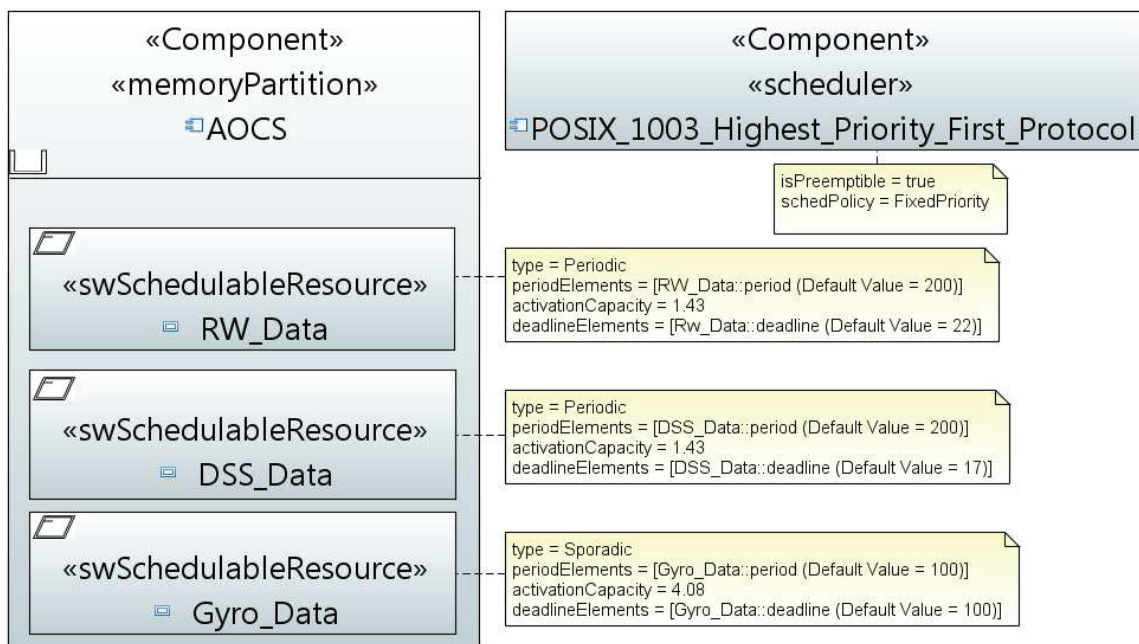 «Component»
«memoryPartition»
AOCS
«Component»
«scheduler»
POSIX_1003_Highest_Priority_First_Protocol
isPreemptible = true
schedPolicy = FixedPriority
«swSchedulableResource»
RW_Data
type = Periodic
periodElements = [RW_Data::period (Default Value = 200)]
activationCapacity = 1.43
deadlineElements = [Rw_Data::deadline (Default Value = 22)]
«swSchedulableResource»
DSS_Data
type = Periodic
periodElements = [DSS_Data::period (Default Value = 200)]
activationCapacity = 1.43
deadlineElements = [DSS_Data::deadline (Default Value = 17)]
«swSchedulableResource»
Gyro_Data
type = Sporadic
periodElements = [Gyro_Data::period (Default Value = 100)]
activationCapacity = 4.08
deadlineElements = [Gyro_Data::deadline (Default Value = 100)]